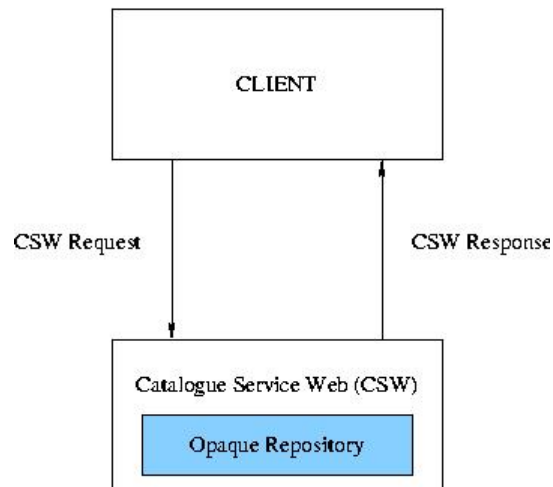 CLIENT
CSW Request
CSW Response
Catalogue Service Web (CSW)
Opaque Repository